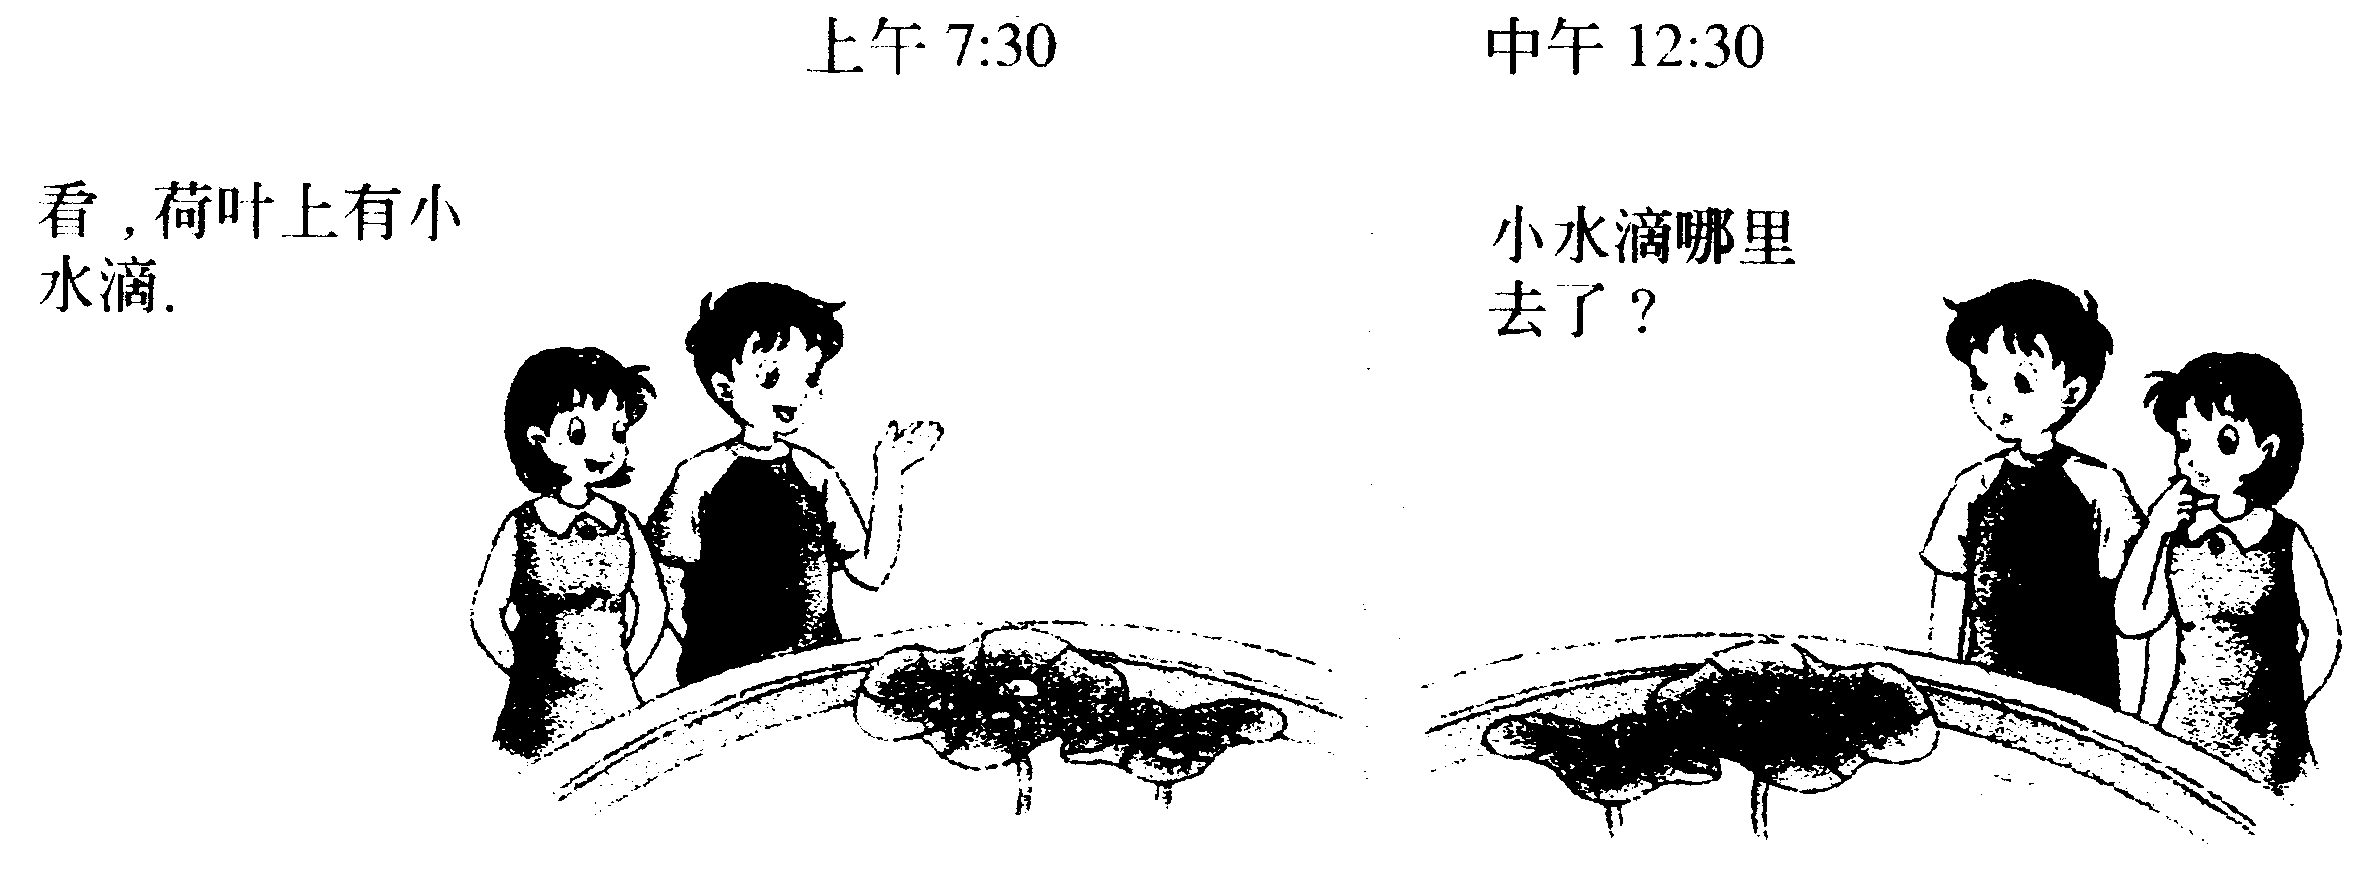 上午 7:30
看,荷叶上有小
水滴.
中午 12:30
小水滴哪里
去了?